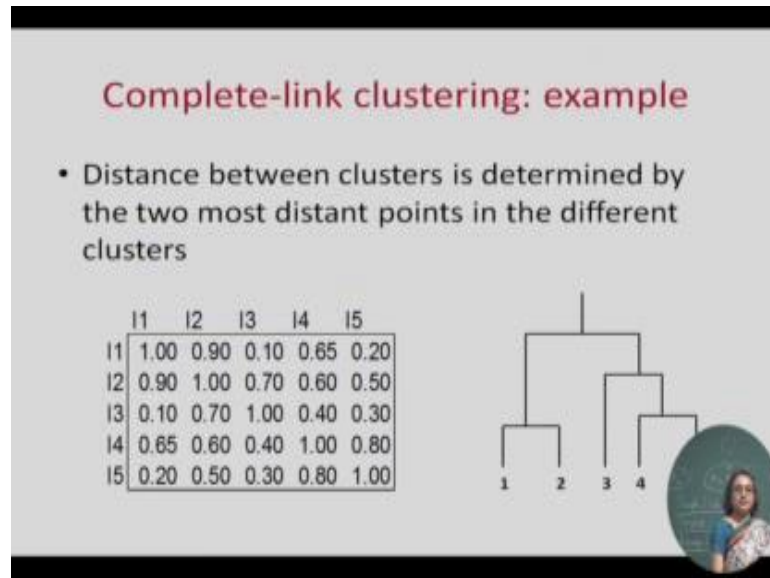 Complete-link clustering: example
• Distance between clusters is determined by
the two most distant points in the different
clusters
I1 I2 I3 I4 I5
I1 1.00 0.90 0.10 0.65 0.20
I2 0.90 1.00 0.70 0.60 0.50
I3 0.10 0.70 1.00 0.40 0.30
I4 0.65 0.60 0.40 1.00 0.80
I5 0.20 0.50 0.30 0.80 1.00
1 2 3 4